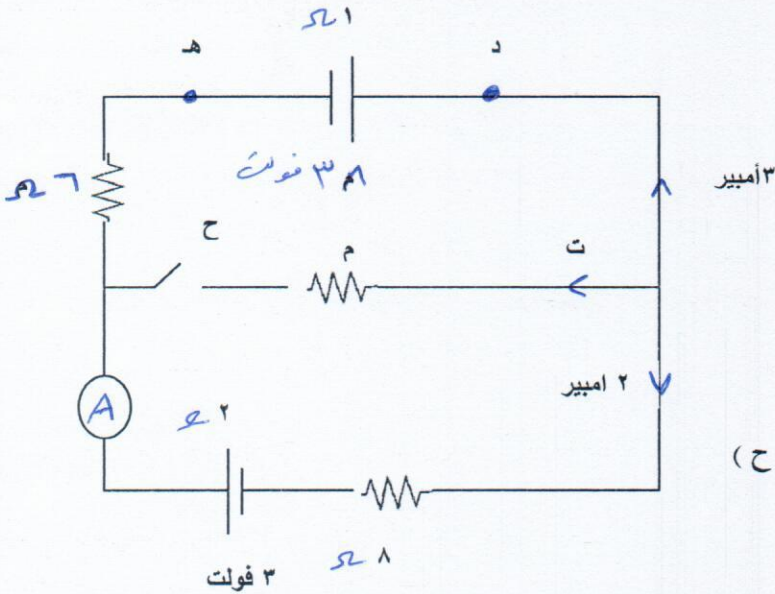 Ω ١
هـ
د
٣ فولت
Ω ٦
٣أمبير
ح
م
ت
٢ امبير
A
٢
ح )
Ω ٨
٣ فولت